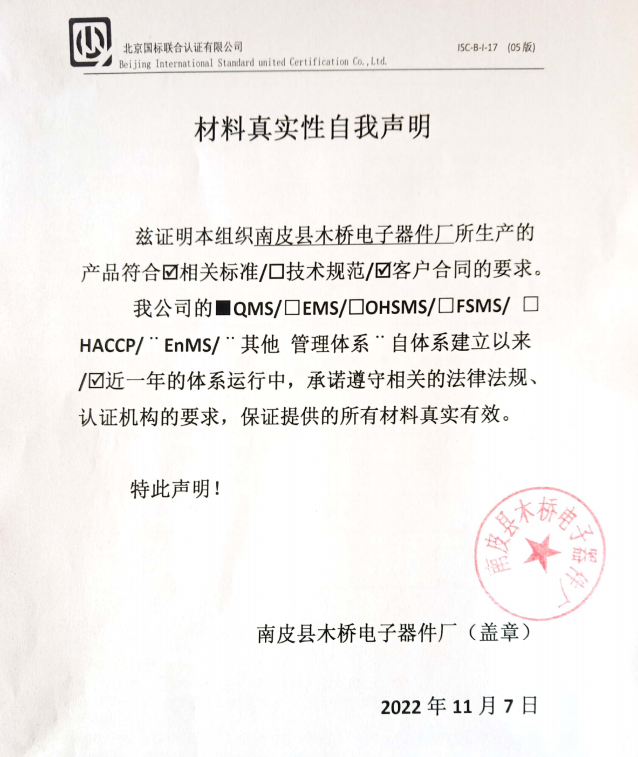 北京国标联合认证有限公司
ISC-B-I-17 (05版)
Beijing International Standard united Certification Co.,Ltd.
材料真实性自我声明
兹证明本组织南皮县木桥电子器件厂所生产的
产品符合☑相关标准/☐技术规范/☑客户合同的要求。
我公司的■QMS/☐EMS/☐OHSMS/☐FSMS/ ☐
HACCP/ ¨ EnMS/ ¨ 其他 管理体系 ¨ 自体系建立以来
/☑近一年的体系运行中，承诺遵守相关的法律法规、
认证机构的要求，保证提供的所有材料真实有效。
特此声明！
南皮县木桥电子器件厂
南皮县木桥电子器件厂（盖章）
2022年11月7日